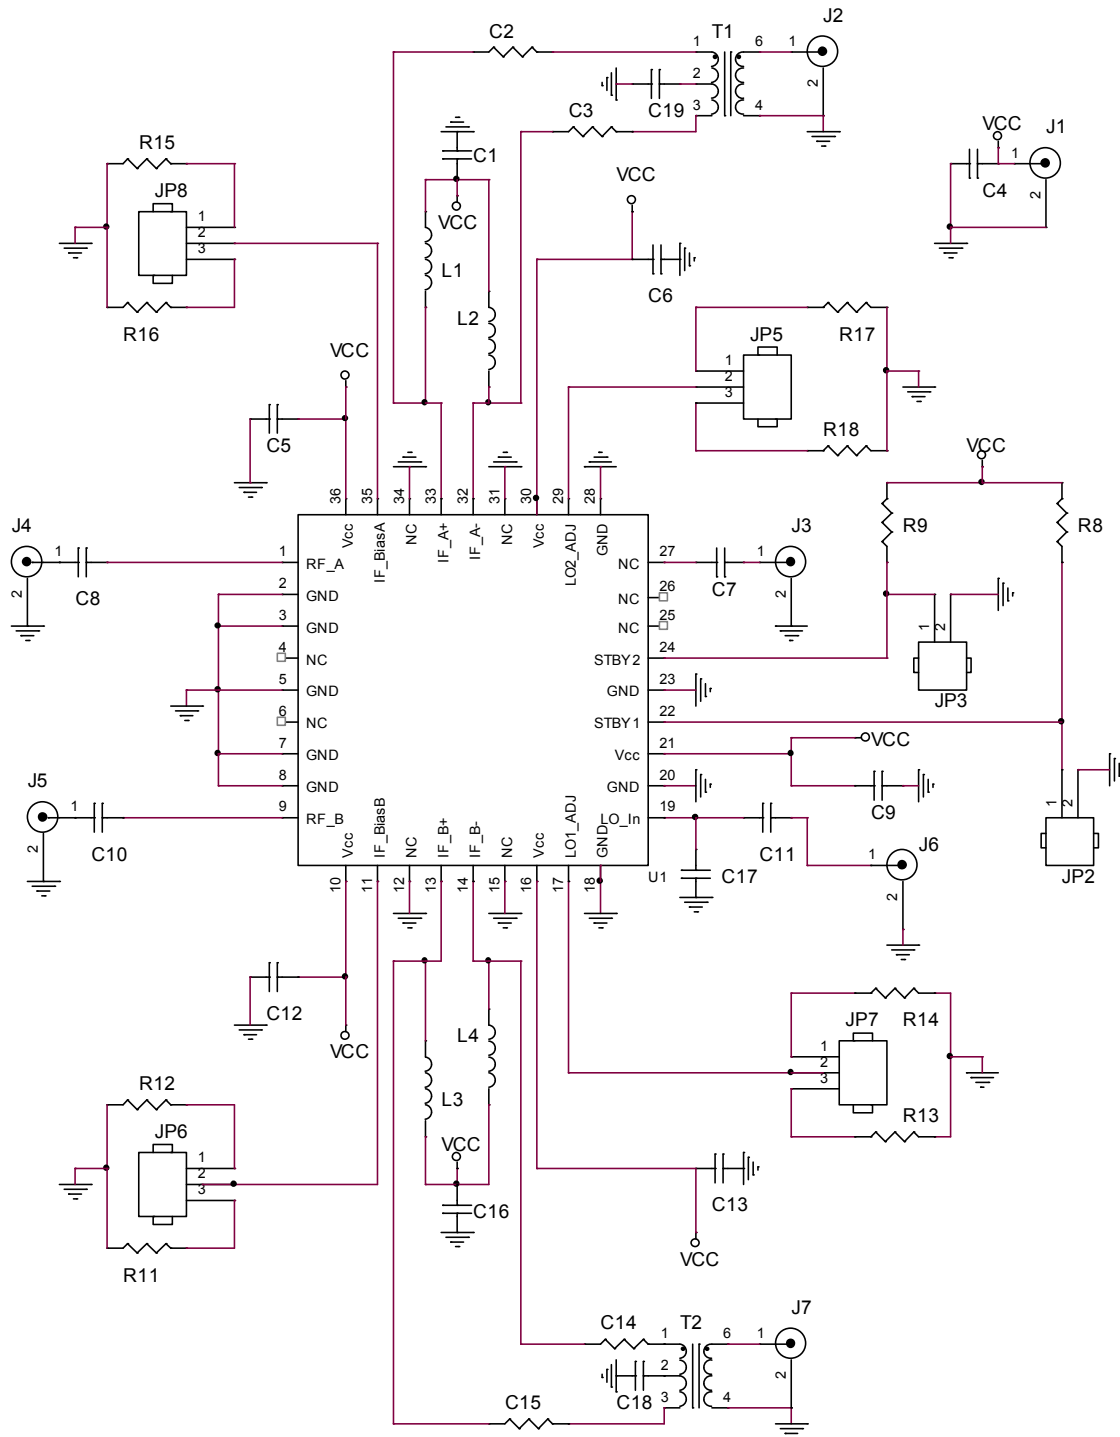 J2
C2
T1
1
6
1
2
C19
2
3
4
C3
VCC
J1
1
C4
2
R15
JP8
1
2
3
R16
C1
VCC
L1
L2
VCC
C6
R17
JP5
1
2
3
R18
VCC
C5
VCC
R9
R8
36
35
34
33
32
31
30
29
28
Vcc
IF_BiasA
NC
IF_A+
IF_A-
NC
Vcc
LO2_ADJ
GND
J4
1
2
C8
J3
1
2
C7
1
RF_A
2
GND
3
GND
4
NC
5
GND
6
NC
7
GND
8
GND
9
RF_B
27
NC
26
NC
25
NC
24
STBY2
23
GND
22
STBY1
21
Vcc
20
GND
19
LO_In
1
2
JP3
VCC
C9
1
2
JP2
J5
1
2
C10
Vcc
IF_BiasB
NC
IF_B+
IF_B-
NC
Vcc
LO1_ADJ
GND
10
11
12
13
14
15
16
17
18
U1
C17
C11
J6
1
2
C12
VCC
L4
L3
VCC
C16
R14
JP7
1
2
3
R13
R12
JP6
1
2
3
R11
C13
VCC
J7
C14
T2
1
6
1
2
C18
2
3
4
C15